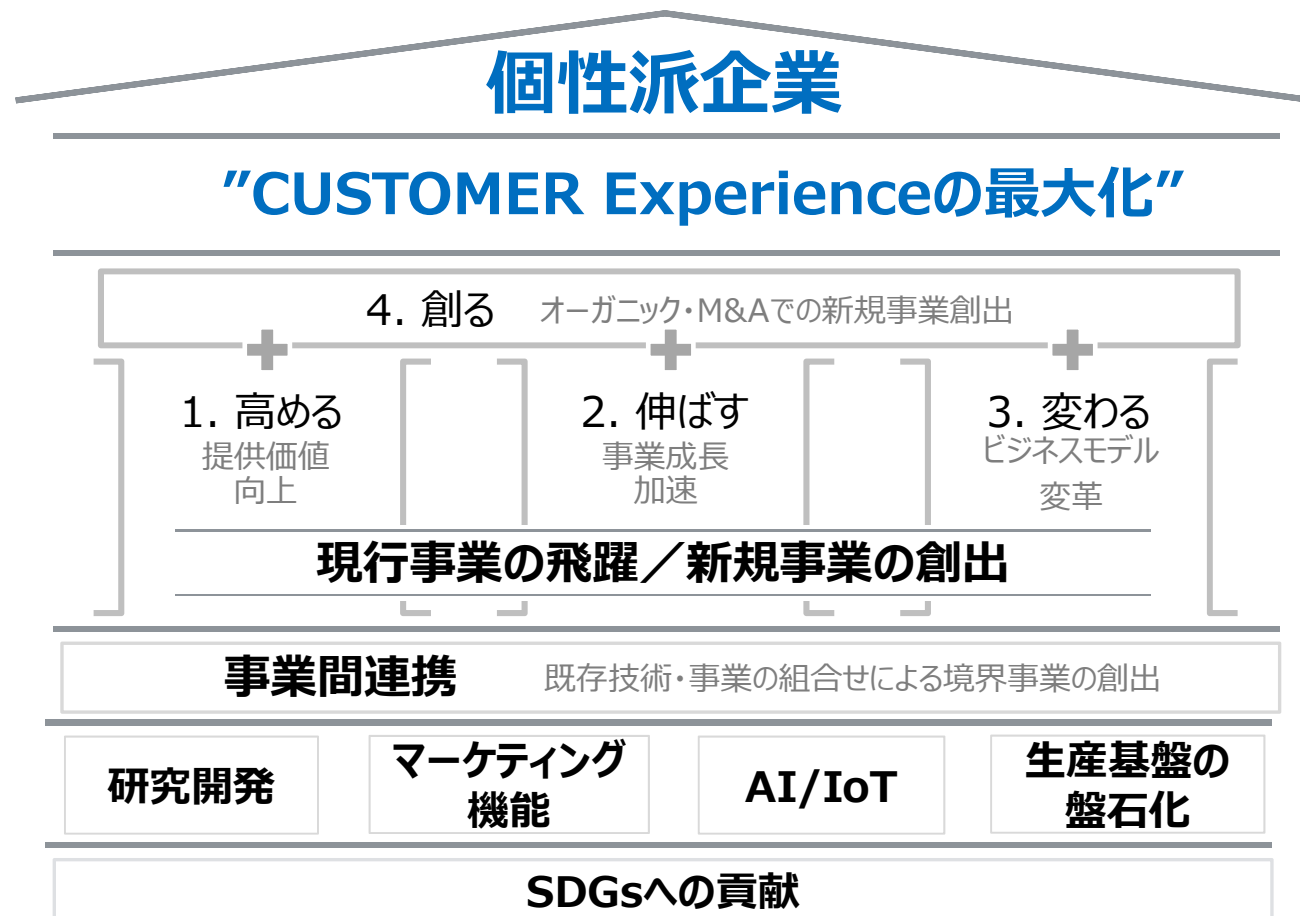 個性派企業
”CUSTOMER Experienceの最大化”
4. 創る オーガニック・M&Aでの新規事業創出
1. 高める
提供価値
向上
2. 伸ばす
事業成長
加速
3. 変わる
ビジネスモデル
変革
現行事業の飛躍／新規事業の創出
事業間連携 既存技術・事業の組合せによる境界事業の創出
研究開発
マーケティング
機能
AI/IoT
生産基盤の
盤石化
SDGsへの貢献